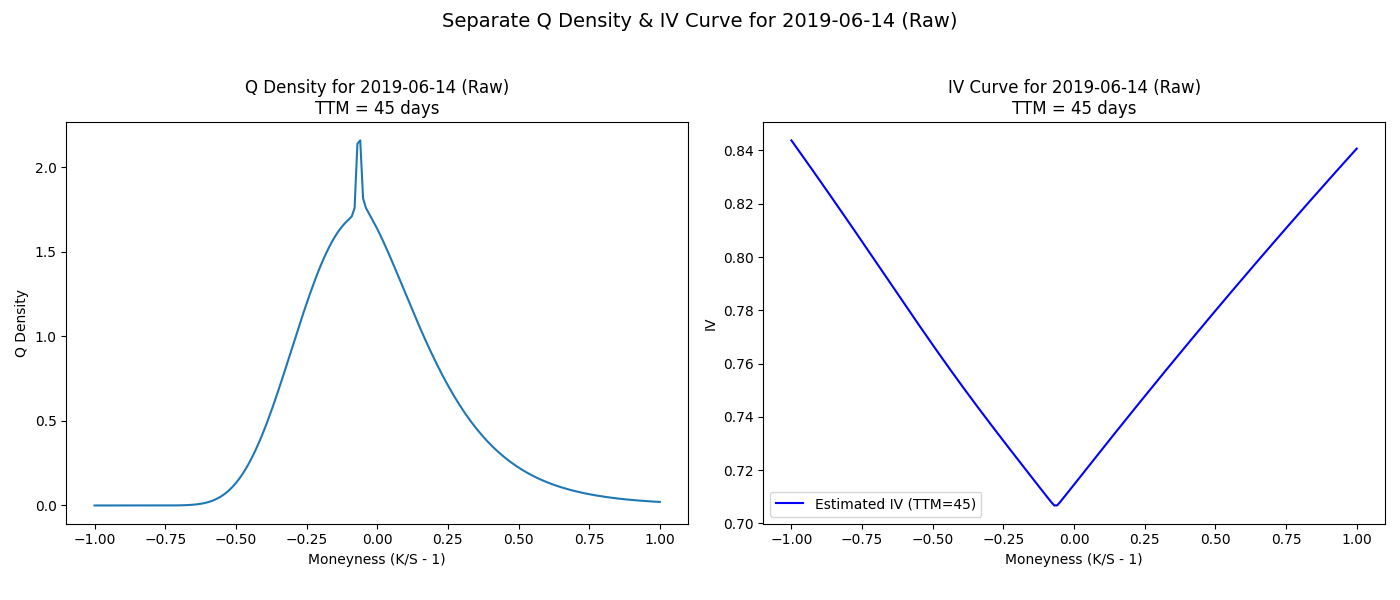 Separate Q Density & IV Curve for 2019-06-14 (Raw)
Q Density for 2019-06-14 (Raw)
TTM = 45 days
2.0
1.5
1.0
0.5
0.0
Q Density
−1.00 −0.75 −0.50 −0.25 0.00 0.25 0.50 0.75 1.00
Moneyness (K/S - 1)
IV Curve for 2019-06-14 (Raw)
TTM = 45 days
0.84
0.82
0.80
0.78
0.76
0.74
0.72
0.70
IV
Estimated IV (TTM=45)
−1.00 −0.75 −0.50 −0.25 0.00 0.25 0.50 0.75 1.00
Moneyness (K/S - 1)